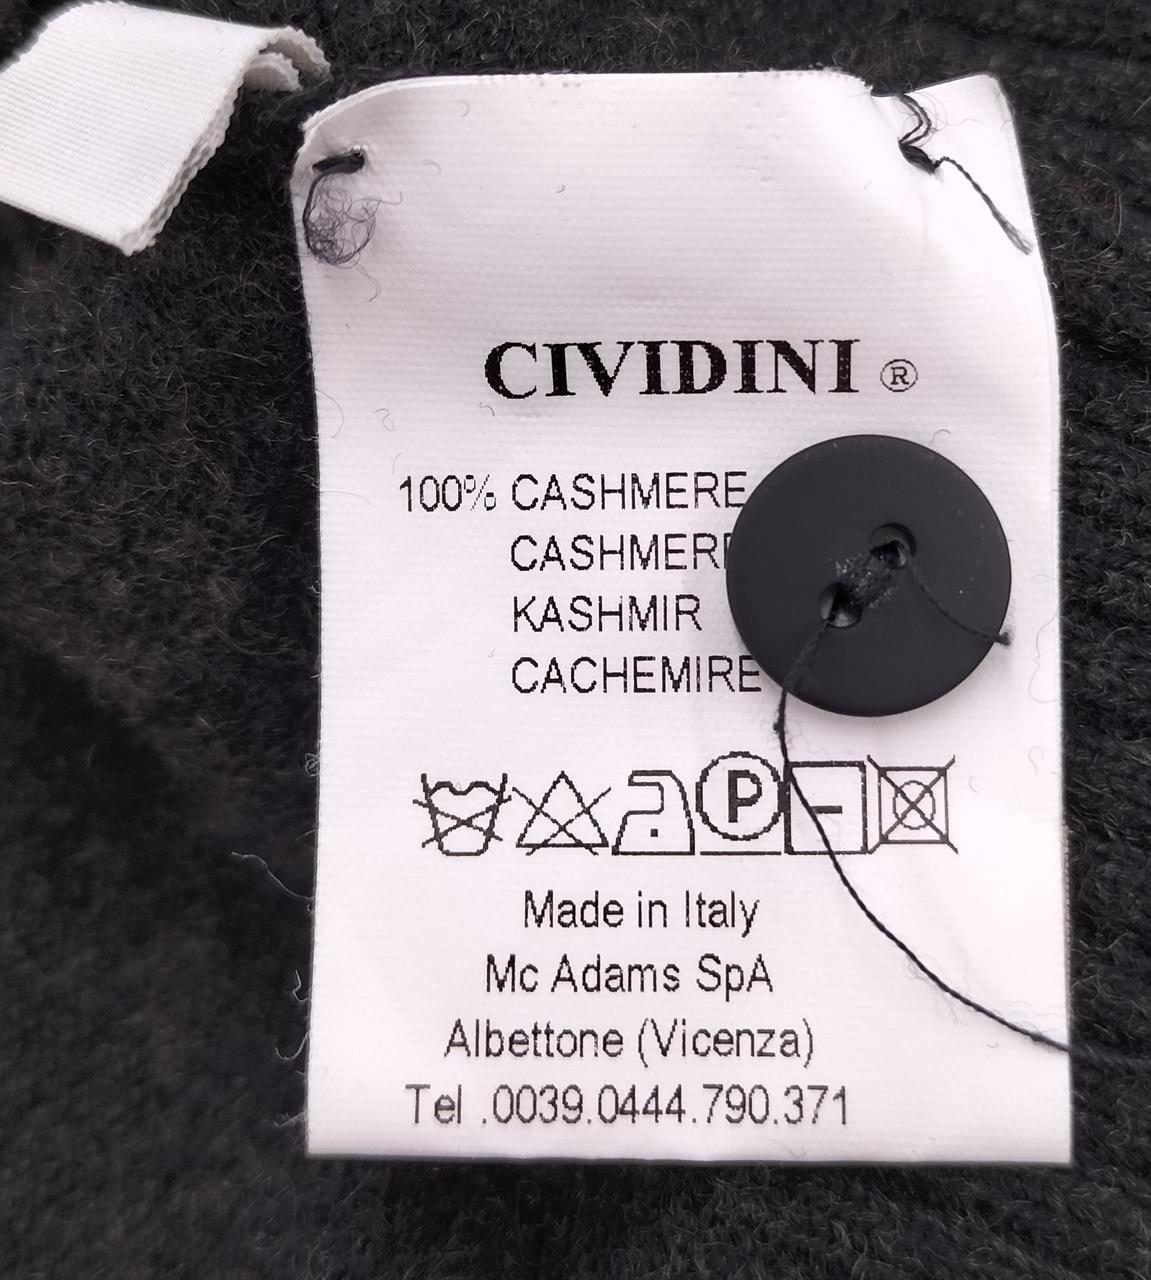 CIVIDINI ®
100% CASHMERE
CASHMERE
KASHMIR
CACHEMIRE
P
Made in Italy
Mc Adams SpA
Albettone (Vicenza)
Tel .0039.0444.790.371